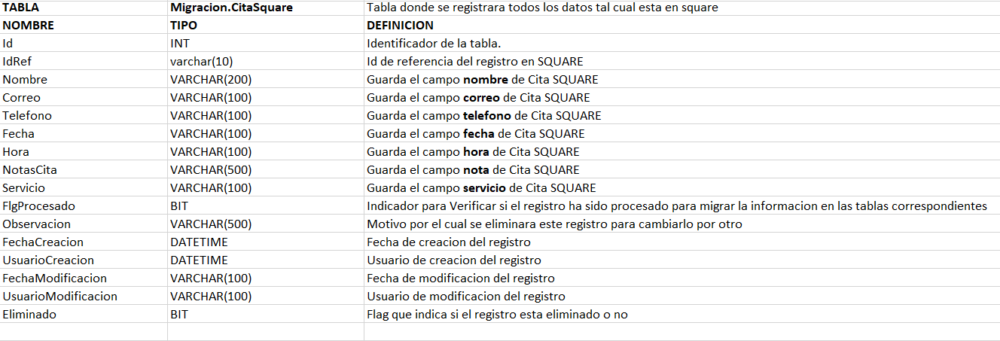 TABLA Migracion.CitaSquare Tabla donde se registrara todos los datos tal cual esta en square
NOMBRE TIPO DEFINICION
Id INT Identificador de la tabla.
IdRef varchar(10) Id de referencia del registro en SQUARE
Nombre VARCHAR(200) Guarda el campo nombre de Cita SQUARE
Correo VARCHAR(100) Guarda el campo correo de Cita SQUARE
Telefono VARCHAR(100) Guarda el campo telefono de Cita SQUARE
Fecha VARCHAR(100) Guarda el campo fecha de Cita SQUARE
Hora VARCHAR(100) Guarda el campo hora de Cita SQUARE
NotasCita VARCHAR(500) Guarda el campo nota de Cita SQUARE
Servicio VARCHAR(100) Guarda el campo servicio de Cita SQUARE
FlgProcesado BIT Indicador para Verificar si el registro ha sido procesado para migrar la informacion en las tablas correspondientes
Observacion VARCHAR(500) Motivo por el cual se eliminara este registro para cambiarlo por otro
FechaCreacion DATETIME Fecha de creacion del registro
UsuarioCreacion DATETIME Usuario de creacion del registro
FechaModificacion VARCHAR(100) Fecha de modificacion del registro
UsuarioModificacion VARCHAR(100) Usuario de modificacion del registro
Eliminado BIT Flag que indica si el registro esta eliminado o no